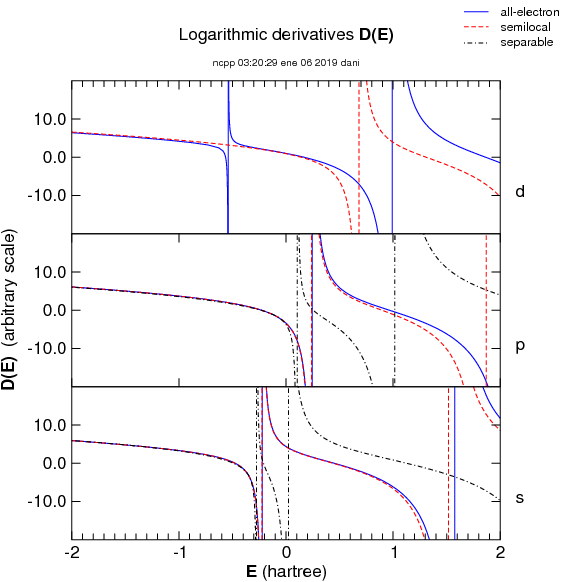 all-electron
semilocal
separable
Logarithmic derivatives D(E)
ncpp 03:20:29 ene 06 2019 dani
10.0
0.0
-10.0
d
10.0
0.0
-10.0
p
10.0
0.0
-10.0
s
D(E) (arbitrary scale)
-2 -1 0 1 2
E (hartree)